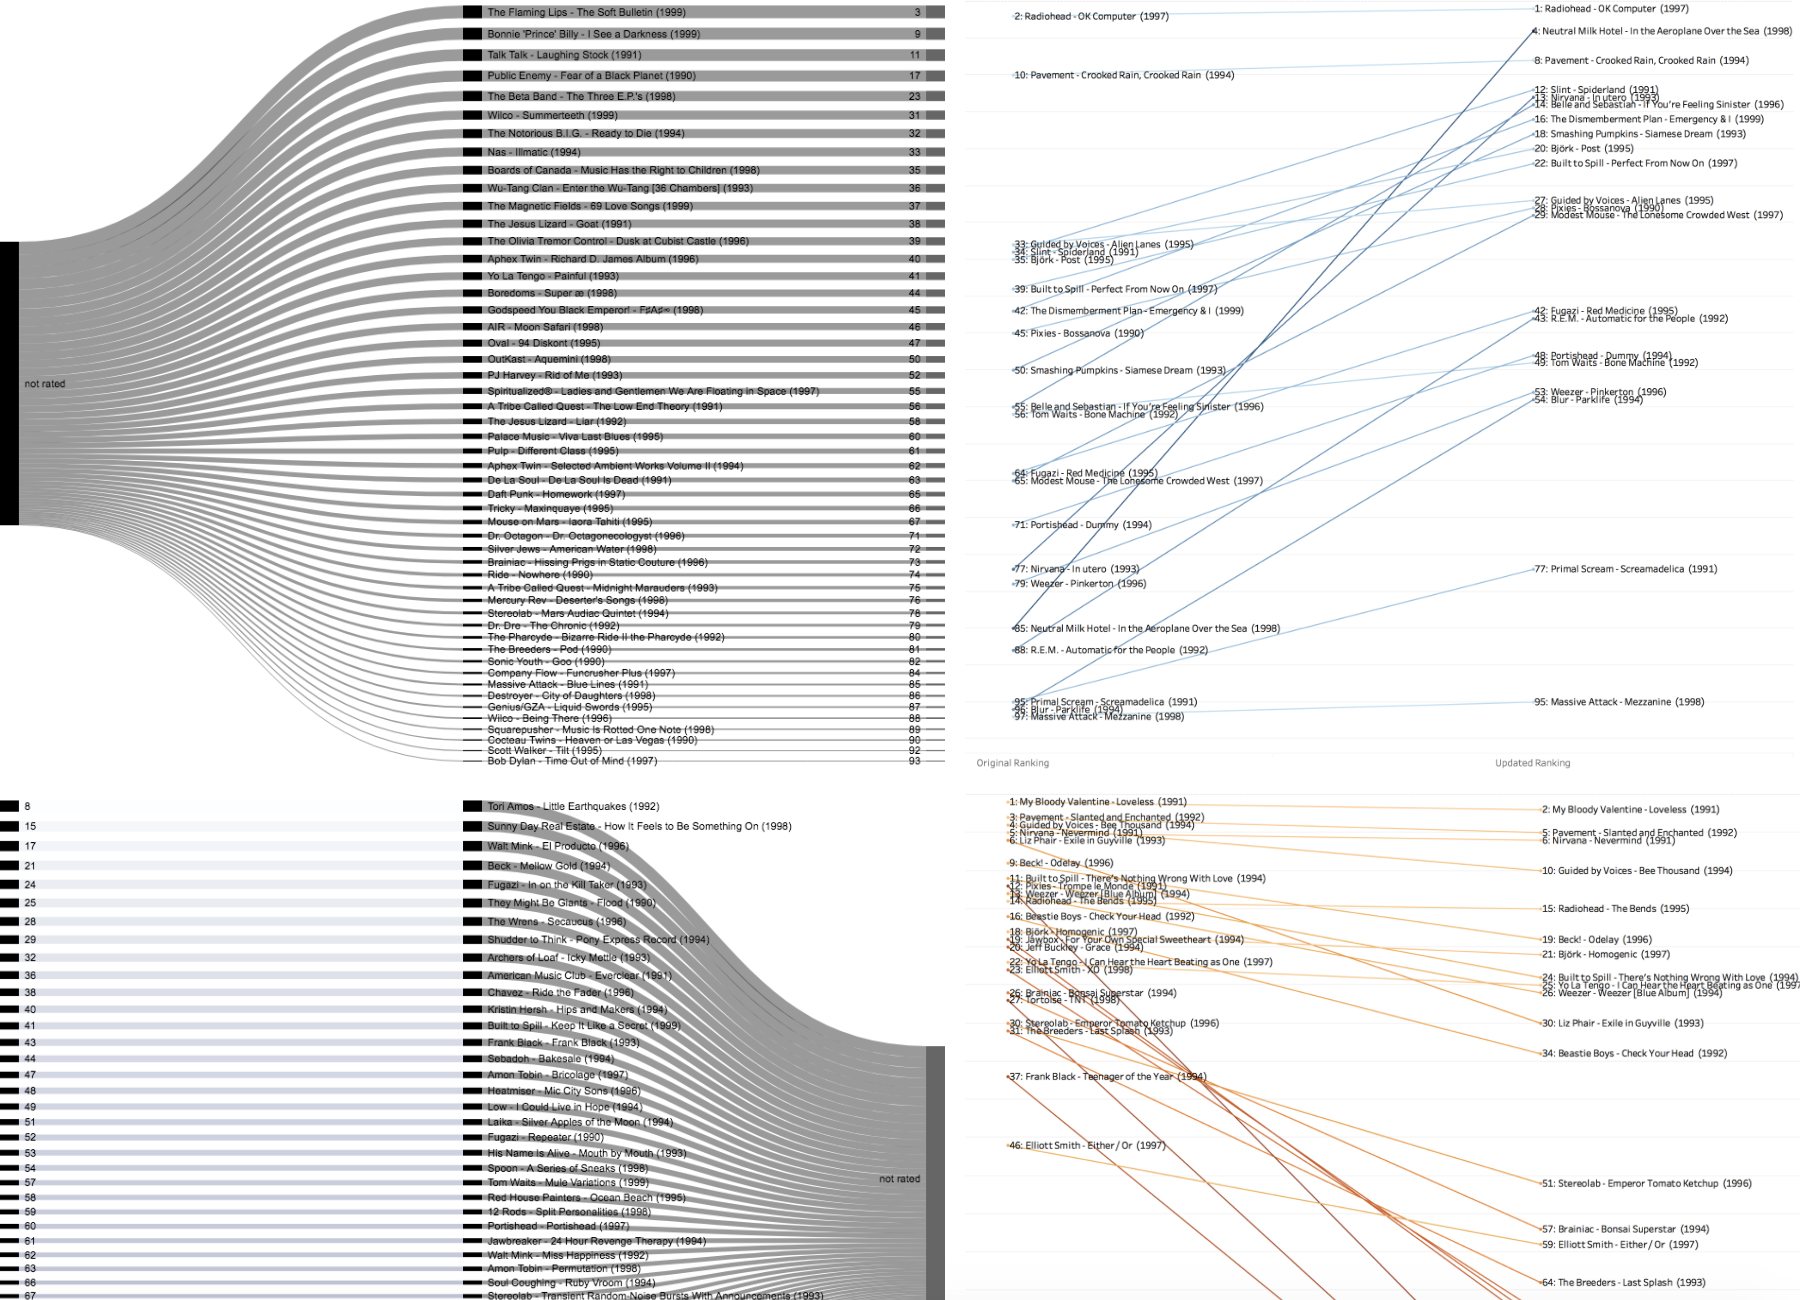 not rated
The Flaming Lips - The Soft Bulletin (1999) 3
Bonnie 'Prince' Billy - I See a Darkness (1999) 9
Talk Talk - Laughing Stock (1991) 11
Public Enemy - Fear of a Black Planet (1990) 17
The Beta Band - The Three E.P.'s (1998) 23
Wilco - Summerteeth (1999) 31
The Notorious B.I.G. - Ready to Die (1994) 32
Nas - Illmatic (1994) 33
Boards of Canada - Music Has the Right to Children (1998) 35
Wu-Tang Clan - Enter the Wu-Tang [36 Chambers] (1993) 36
The Magnetic Fields - 69 Love Songs (1999) 37
The Jesus Lizard - Goat (1991) 38
The Olivia Tremor Control - Dusk at Cubist Castle (1996) 39
Aphex Twin - Richard D. James Album (1996) 40
Yo La Tengo - Painful (1993) 41
Boredoms - Super æ (1998) 44
Godspeed You Black Emperor! - F♯A♯∞ (1998) 45
AIR - Moon Safari (1998) 46
Oval - 94 Diskont (1995) 47
OutKast - Aquemini (1998) 50
PJ Harvey - Rid of Me (1993) 52
Spiritualized® - Ladies and Gentlemen We Are Floating in Space (1997) 55
A Tribe Called Quest - The Low End Theory (1991) 56
The Jesus Lizard - Liar (1992) 58
Palace Music - Viva Last Blues (1995) 60
Pulp - Different Class (1995) 61
Aphex Twin - Selected Ambient Works Volume II (1994) 62
De La Soul - De La Soul Is Dead (1991) 63
Daft Punk - Homework (1997) 65
Tricky - Maxinquaye (1995) 66
Mouse on Mars - Iaora Tahiti (1995) 67
Dr. Octagon - Dr. Octagonecologyst (1996) 71
Silver Jews - American Water (1998) 72
Brainiac - Hissing Prigs in Static Couture (1996) 73
Ride - Nowhere (1990) 74
A Tribe Called Quest - Midnight Marauders (1993) 75
Mercury Rev - Deserter's Songs (1998) 76
Stereolab - Mars Audiac Quintet (1994) 78
Dr. Dre - The Chronic (1992) 79
The Pharcyde - Bizarre Ride II the Pharcyde (1992) 80
The Breeders - Pod (1990) 81
Sonic Youth - Goo (1990) 82
Company Flow - Funcrusher Plus (1997) 84
Massive Attack - Blue Lines (1991) 85
Destroyer - City of Daughters (1998) 86
Genius/GZA - Liquid Swords (1995) 87
Wilco - Being There (1996) 88
Squarepusher - Music Is Rotted One Note (1998) 89
Cocteau Twins - Heaven or Las Vegas (1990) 90
Scott Walker - Tilt (1995) 92
Bob Dylan - Time Out of Mind (1997) 93
2: Radiohead - OK Computer (1997)
10: Pavement - Crooked Rain, Crooked Rain (1994)
33: Guided by Voices - Alien Lanes (1995)
34: Slint - Spiderland (1991)
35: Björk - Post (1995)
39: Built to Spill - Perfect From Now On (1997)
42: The Dismemberment Plan - Emergency & I (1999)
45: Pixies - Bossanova (1990)
50: Smashing Pumpkins - Siamese Dream (1993)
55: Belle and Sebastian - If You're Feeling Sinister (1996)
56: Tom Waits - Bone Machine (1992)
64: Fugazi - Red Medicine (1995)
65: Modest Mouse - The Lonesome Crowded West (1997)
71: Portishead - Dummy (1994)
77: Nirvana - In utero (1993)
79: Weezer - Pinkerton (1996)
85: Neutral Milk Hotel - In the Aeroplane Over the Sea (1998)
88: R.E.M. - Automatic for the People (1992)
95: Primal Scream - Screamadelica (1991)
96: Blur - Parklife (1994)
97: Massive Attack - Mezzanine (1998)
Original Ranking
1: Radiohead - OK Computer (1997)
4: Neutral Milk Hotel - In the Aeroplane Over the Sea (1998)
8: Pavement - Crooked Rain, Crooked Rain (1994)
12: Slint - Spiderland (1991)
13: Nirvana - In utero (1993)
14: Belle and Sebastian - If You're Feeling Sinister (1996)
16: The Dismemberment Plan - Emergency & I (1999)
18: Smashing Pumpkins - Siamese Dream (1993)
20: Björk - Post (1995)
22: Built to Spill - Perfect From Now On (1997)
27: Guided by Voices - Alien Lanes (1995)
28: Pixies - Bossanova (1990)
29: Modest Mouse - The Lonesome Crowded West (1997)
42: Fugazi - Red Medicine (1995)
43: R.E.M. - Automatic for the People (1992)
48: Portishead - Dummy (1994)
49: Tom Waits - Bone Machine (1992)
53: Weezer - Pinkerton (1996)
54: Blur - Parklife (1994)
77: Primal Scream - Screamadelica (1991)
95: Massive Attack - Mezzanine (1998)
Updated Ranking
8 Tori Amos - Little Earthquakes (1992)
15 Sunny Day Real Estate - How It Feels to Be Something On (1998)
17 Walt Mink - El Producto (1996)
21 Beck - Mellow Gold (1994)
24 Fugazi - In on the Kill Taker (1993)
25 They Might Be Giants - Flood (1990)
28 The Wrens - Secaucus (1996)
29 Shudder to Think - Pony Express Record (1994)
32 Archers of Loaf - Icky Mettle (1993)
36 American Music Club - Everclear (1991)
38 Chavez - Ride the Fader (1996)
40 Kristin Hersh - Hips and Makers (1994)
41 Built to Spill - Keep It Like a Secret (1999)
43 Frank Black - Frank Black (1993)
44 Sebadoh - Bakesale (1994)
47 Amon Tobin - Bricolage (1997)
48 Heatmiser - Mic City Sons (1996)
49 Low - I Could Live in Hope (1994)
51 Laika - Silver Apples of the Moon (1994)
52 Fugazi - Repeater (1990)
53 His Name Is Alive - Mouth by Mouth (1993)
54 Spoon - A Series of Sneaks (1998)
57 Tom Waits - Mule Variations (1999)
58 Red House Painters - Ocean Beach (1995)
59 12 Rods - Split Personalities (1998)
60 Portishead - Portishead (1997)
61 Jawbreaker - 24 Hour Revenge Therapy (1994)
62 Walt Mink - Miss Happiness (1992)
63 Amon Tobin - Permutation (1998)
66 Soul Coughing - Ruby Vroom (1994)
67 Stereolab - Transient Random-Noise Bursts With Announcements (1993)
not rated
1: My Bloody Valentine - Loveless (1991)
3: Pavement - Slanted and Enchanted (1992)
4: Guided by Voices - Bee Thousand (1994)
5: Nirvana - Nevermind (1991)
6: Liz Phair - Exile in Guyville (1993)
9: Beck! - Odelay (1996)
11: Built to Spill - There's Nothing Wrong With Love (1994)
12: Pixies - Trompe le Monde (1991)
13: Weezer - Weezer [Blue Album] (1994)
14: Radiohead - The Bends (1995)
16: Beastie Boys - Check Your Head (1992)
18: Björk - Homogenic (1997)
19: Jawbox - For Your Own Special Sweetheart (1994)
20: Jeff Buckley - Grace (1994)
22: Yo La Tengo - I Can Hear the Heart Beating as One (1997)
23: Elliott Smith - XO (1998)
26: Brainiac - Bonsai Superstar (1994)
27: Tortoise - TNT (1998)
30: Stereolab - Emperor Tomato Ketchup (1996)
31: The Breeders - Last Splash (1993)
37: Frank Black - Teenager of the Year (1994)
46: Elliott Smith - Either / Or (1997)
2: My Bloody Valentine - Loveless (1991)
5: Pavement - Slanted and Enchanted (1992)
6: Nirvana - Nevermind (1991)
10: Guided by Voices - Bee Thousand (1994)
15: Radiohead - The Bends (1995)
19: Beck! - Odelay (1996)
21: Björk - Homogenic (1997)
24: Built to Spill - There's Nothing Wrong With Love (1994)
25: Yo La Tengo - I Can Hear the Heart Beating as One (1997
26: Weezer - Weezer [Blue Album] (1994)
30: Liz Phair - Exile in Guyville (1993)
34: Beastie Boys - Check Your Head (1992)
51: Stereolab - Emperor Tomato Ketchup (1996)
57: Brainiac - Bonsai Superstar (1994)
59: Elliott Smith - Either / Or (1997)
64: The Breeders - Last Splash (1993)